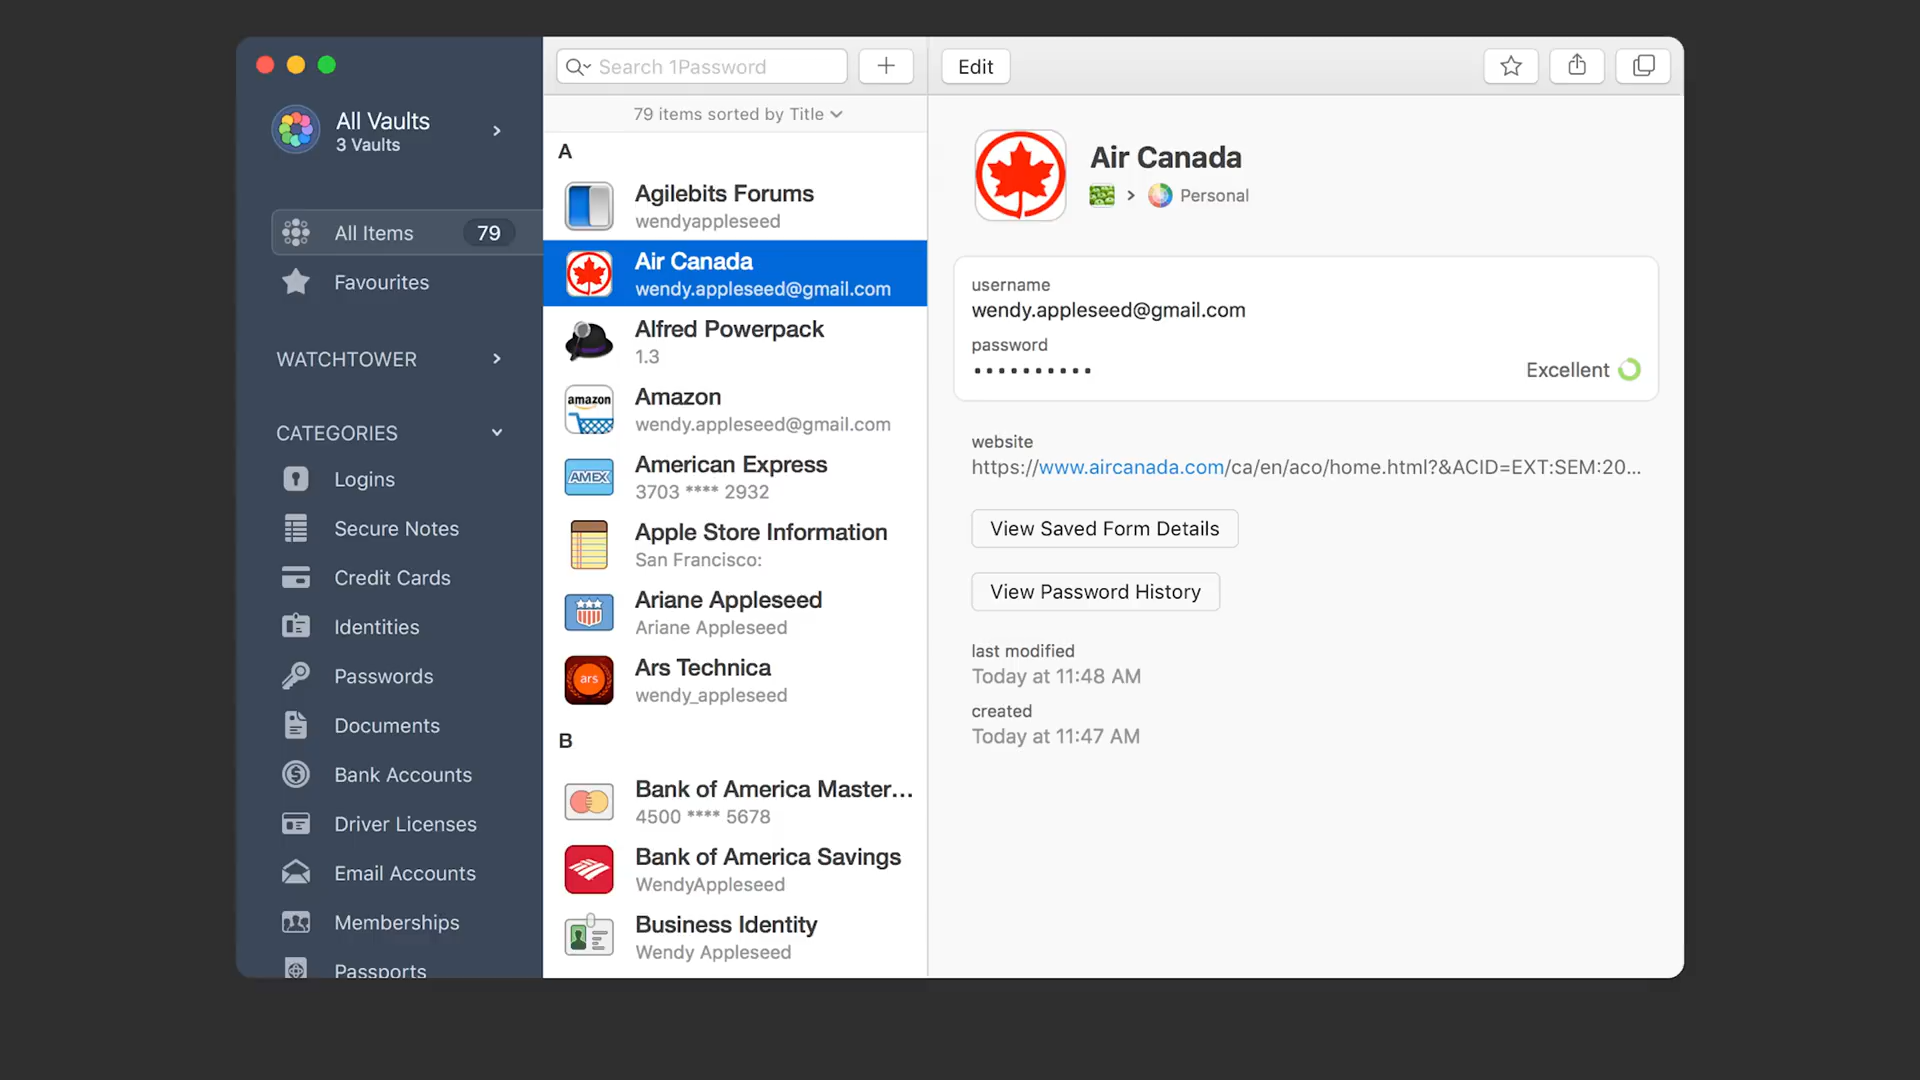 All Vaults
3 Vaults
All Items 79
Favourites
WATCHTOWER
CATEGORIES
Logins
Secure Notes
Credit Cards
Identities
Passwords
Documents
Bank Accounts
Driver Licenses
Email Accounts
Memberships
Passports
Search 1Password
79 items sorted by Title
A
Agilebits Forums
wendyappleseed
Air Canada
wendy.appleseed@gmail.com
Alfred Powerpack
1.3
amazon
Amazon
wendy.appleseed@gmail.com
AMEX
American Express
3703 **** 2932
Apple Store Information
San Francisco:
Ariane Appleseed
Ariane Appleseed
ars
Ars Technica
wendy_appleseed
B
Bank of America Master...
4500 **** 5678
Bank of America Savings
WendyAppleseed
Business Identity
Wendy Appleseed
Edit
Air Canada
Personal
username
wendy.appleseed@gmail.com
password
••••••••••
Excellent
website
https://www.aircanada.com/ca/en/aco/home.html?&ACID=EXT:SEM:20...
View Saved Form Details
View Password History
last modified
Today at 11:48 AM
created
Today at 11:47 AM